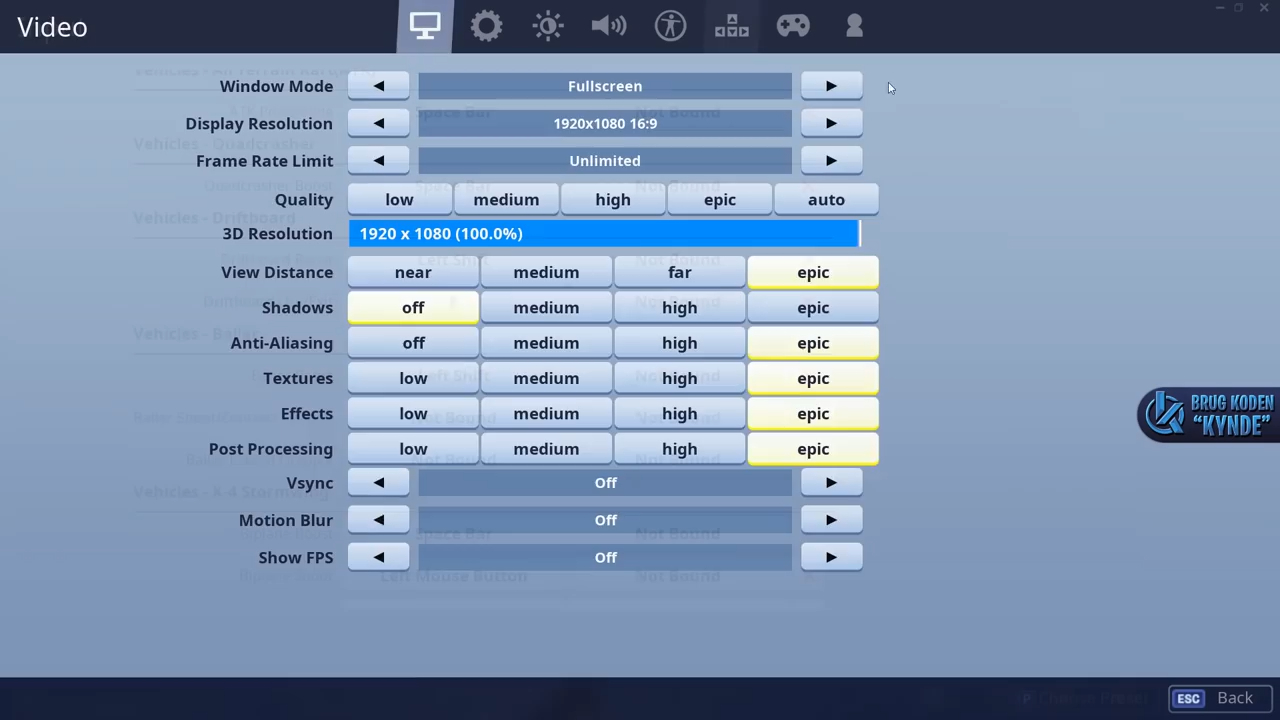 Video
Window Mode ◀ Fullscreen ▶
Display Resolution ◀ 1920x1080 16:9 ▶
Frame Rate Limit ◀ Unlimited ▶
Quality low medium high epic auto
3D Resolution 1920 x 1080 (100.0%)
View Distance near medium far epic
Shadows off medium high epic
Anti-Aliasing off medium high epic
Textures low medium high epic
Effects low medium high epic
Post Processing low medium high epic
Vsync ◀ Off ▶
Motion Blur ◀ Off ▶
Show FPS ◀ Off ▶
BRUG KODEN
"KYNDE"
ESC Back